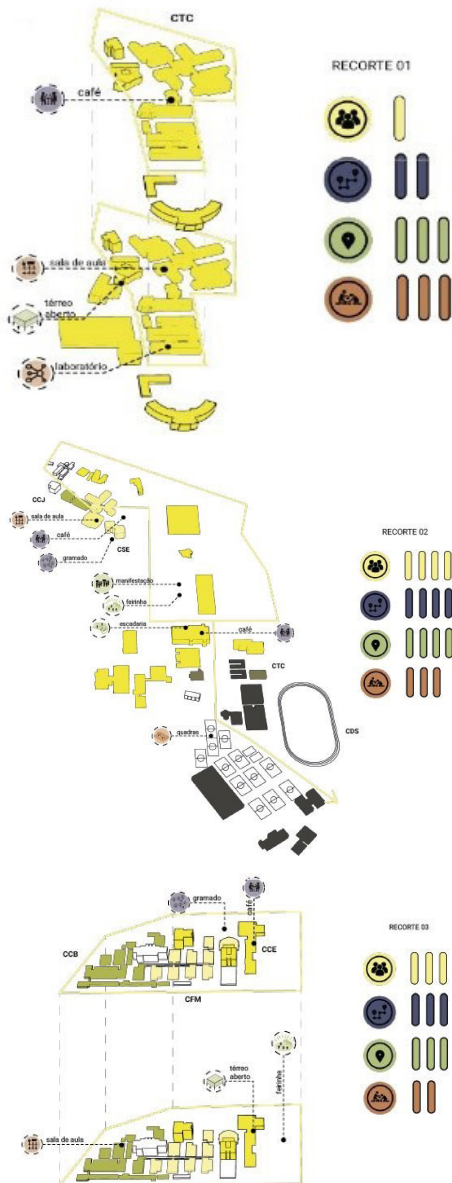 CTC
café
RECORTE 01
sala de aula
térreo
aberto
laboratório
CCJ
sala de aula
café
CSE
gramado
RECORTE 02
manifestação
feirinha
escadaria
café
CTC
CDS
quadras
gramado
café
RECORTE 03
CCB
CCE
CFM
térreo
aberto
feirinha
sala de aula